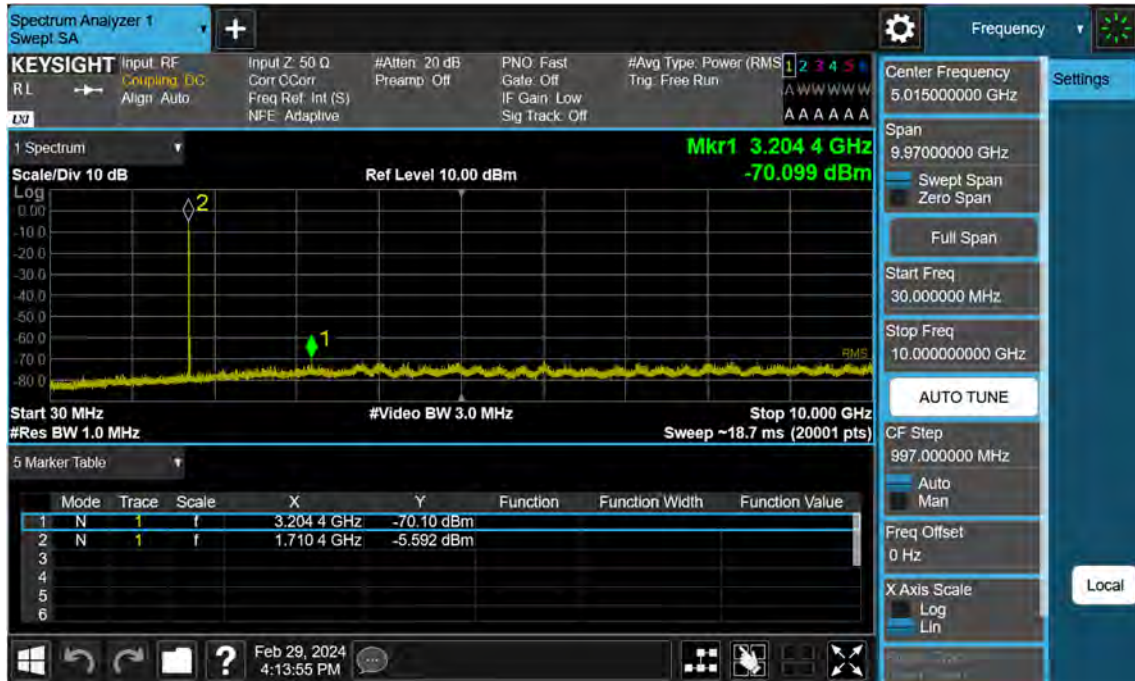 Spectrum Analyzer 1
Swept SA
+
Frequency
KEYSIGHT
RL
LXI
Input: RF
Coupling: DC
Align: Auto
Input Z: 50 Ω
Corr CCorr
Freq Ref: Int (S)
NFE: Adaptive
#Atten: 20 dB
Preamp: Off
PNO: Fast
Gate: Off
IF Gain: Low
Sig Track: Off
#Avg Type: Power (RMS
Trig: Free Run
1 2 3 4 5 6
A W W W W W
A A A A A A
1 Spectrum
Scale/Div 10 dB
Ref Level 10.00 dBm
Mkr1 3.204 4 GHz
-70.099 dBm
Log
0.00
-10.0
-20.0
-30.0
-40.0
-50.0
-60.0
-70.0
-80.0
2
1
RMS
Start 30 MHz
#Video BW 3.0 MHz
Stop 10.000 GHz
#Res BW 1.0 MHz
Sweep ~18.7 ms (20001 pts)
5 Marker Table
Mode Trace Scale X Y Function Function Width Function Value
1 N 1 f 3.204 4 GHz -70.10 dBm
2 N 1 f 1.710 4 GHz -5.592 dBm
3
4
5
6
Center Frequency
5.015000000 GHz
Settings
Span
9.97000000 GHz
Swept Span
Zero Span
Full Span
Start Freq
30.000000 MHz
Stop Freq
10.000000000 GHz
AUTO TUNE
CF Step
997.000000 MHz
Auto
Man
Freq Offset
0 Hz
X Axis Scale
Log
Lin
Local
?
Feb 29, 2024
4:13:55 PM